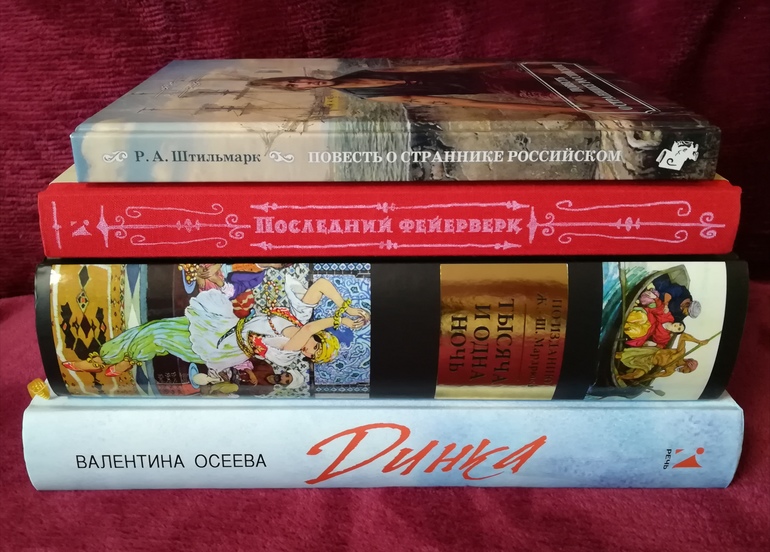 Р. А. Штильмарк ПОВЕСТЬ О СТРАННИКЕ РОССИЙСКОМ
ПОСЛЕДНИЙ ФЕЙЕРВЕРК
ТЫСЯЧА
И ОДНА
НОЧЬ
ВАЛЕНТИНА ОСЕЕВА Динка РЕЧЬ